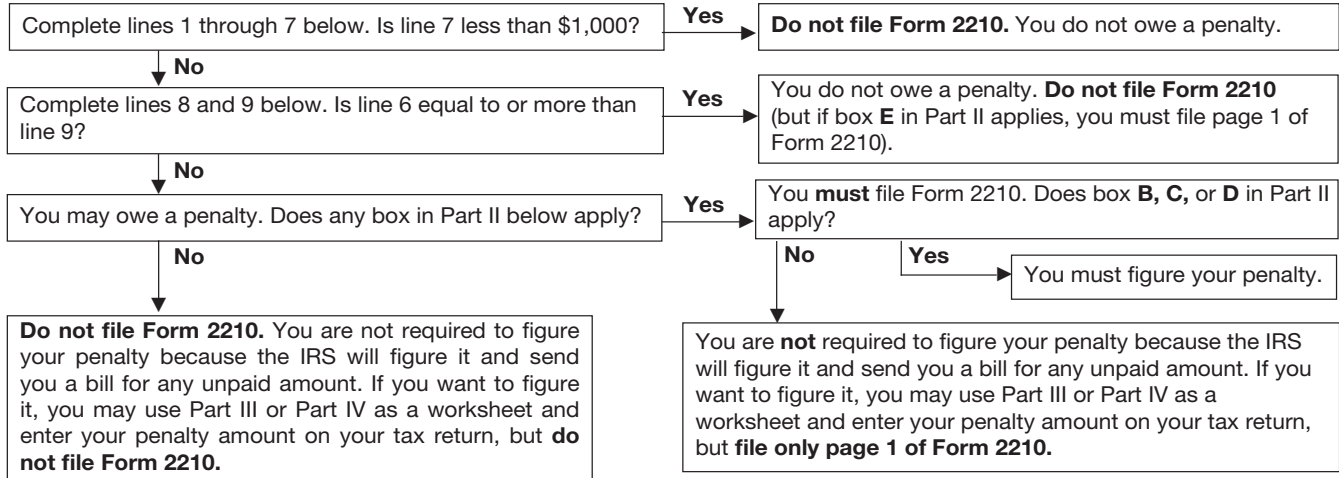 Complete lines 1 through 7 below. Is line 7 less than $1,000?
Yes
Do not file Form 2210. You do not owe a penalty.
No
Complete lines 8 and 9 below. Is line 6 equal to or more than
line 9?
Yes
You do not owe a penalty. Do not file Form 2210
(but if box E in Part II applies, you must file page 1 of
Form 2210).
No
You may owe a penalty. Does any box in Part II below apply?
Yes
You must file Form 2210. Does box B, C, or D in Part II
apply?
No
No
Yes
You must figure your penalty.
Do not file Form 2210. You are not required to figure
your penalty because the IRS will figure it and send
you a bill for any unpaid amount. If you want to figure
it, you may use Part III or Part IV as a worksheet and
enter your penalty amount on your tax return, but do
not file Form 2210.
You are not required to figure your penalty because the IRS
will figure it and send you a bill for any unpaid amount. If you
want to figure it, you may use Part III or Part IV as a
worksheet and enter your penalty amount on your tax return,
but file only page 1 of Form 2210.